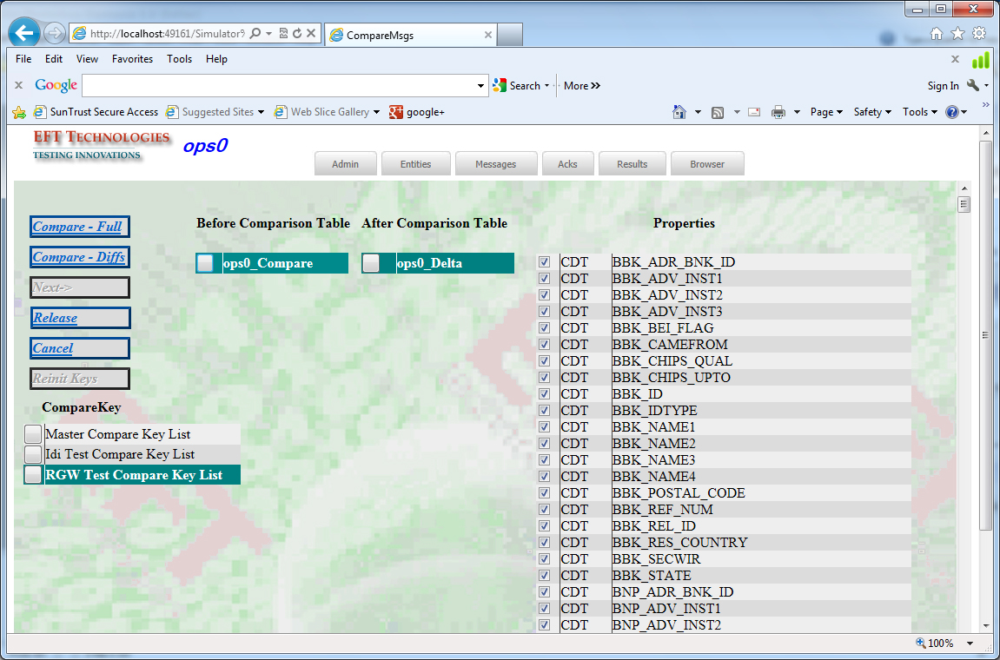 http://localhost:49161/Simulator9
CompareMsgs
File Edit View Favorites Tools Help
Google Search More »
Sign In
SunTrust Secure Access Suggested Sites Web Slice Gallery google+ Page Safety Tools
EFT TECHNOLOGIES
TESTING INNOVATIONS
ops0
Admin Entities Messages Acks Results Browser
Compare - Full
Compare - Diffs
Next->
Release
Cancel
Reinit Keys
CompareKey
Master Compare Key List
Idi Test Compare Key List
RGW Test Compare Key List
Before Comparison Table After Comparison Table
ops0_Compare ops0_Delta
Properties
CDT BBK_ADR_BNK_ID
CDT BBK_ADV_INST1
CDT BBK_ADV_INST2
CDT BBK_ADV_INST3
CDT BBK_BEI_FLAG
CDT BBK_CAMEFROM
CDT BBK_CHIPS_QUAL
CDT BBK_CHIPS_UPTO
CDT BBK_ID
CDT BBK_IDTYPE
CDT BBK_NAME1
CDT BBK_NAME2
CDT BBK_NAME3
CDT BBK_NAME4
CDT BBK_POSTAL_CODE
CDT BBK_REF_NUM
CDT BBK_REL_ID
CDT BBK_RES_COUNTRY
CDT BBK_SECWIR
CDT BBK_STATE
CDT BNP_ADR_BNK_ID
CDT BNP_ADV_INST1
CDT BNP_ADV_INST2
100%